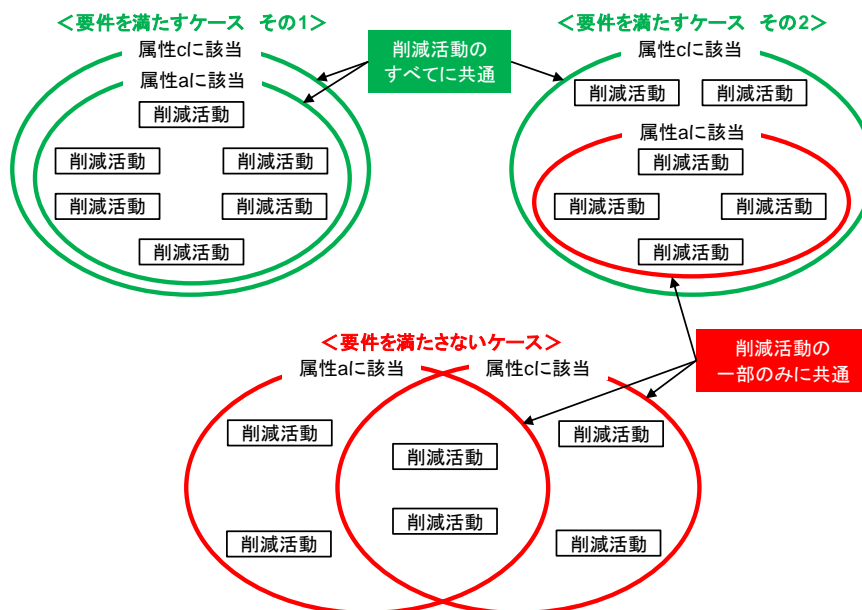 ＜要件を満たすケース その1＞
属性cに該当
属性aに該当
削減活動
削減活動
削減活動
削減活動
削減活動
削減活動
削減活動の
すべてに共通
＜要件を満たすケース その2＞
属性cに該当
削減活動
削減活動
属性aに該当
削減活動
削減活動
削減活動
削減活動
＜要件を満たさないケース＞
属性aに該当
属性cに該当
削減活動
削減活動
削減活動
削減活動
削減活動
削減活動
削減活動の
一部のみに共通